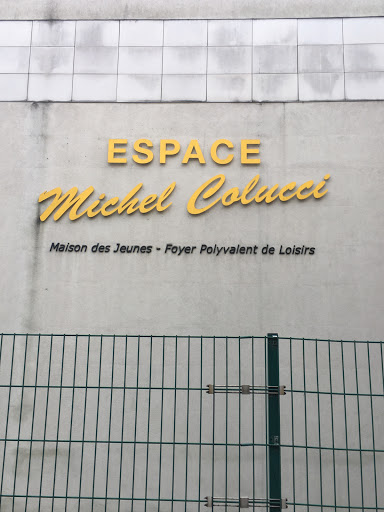 ESPACE
Michel Colucci
Maison des Jeunes - Foyer Polyvalent de Loisirs